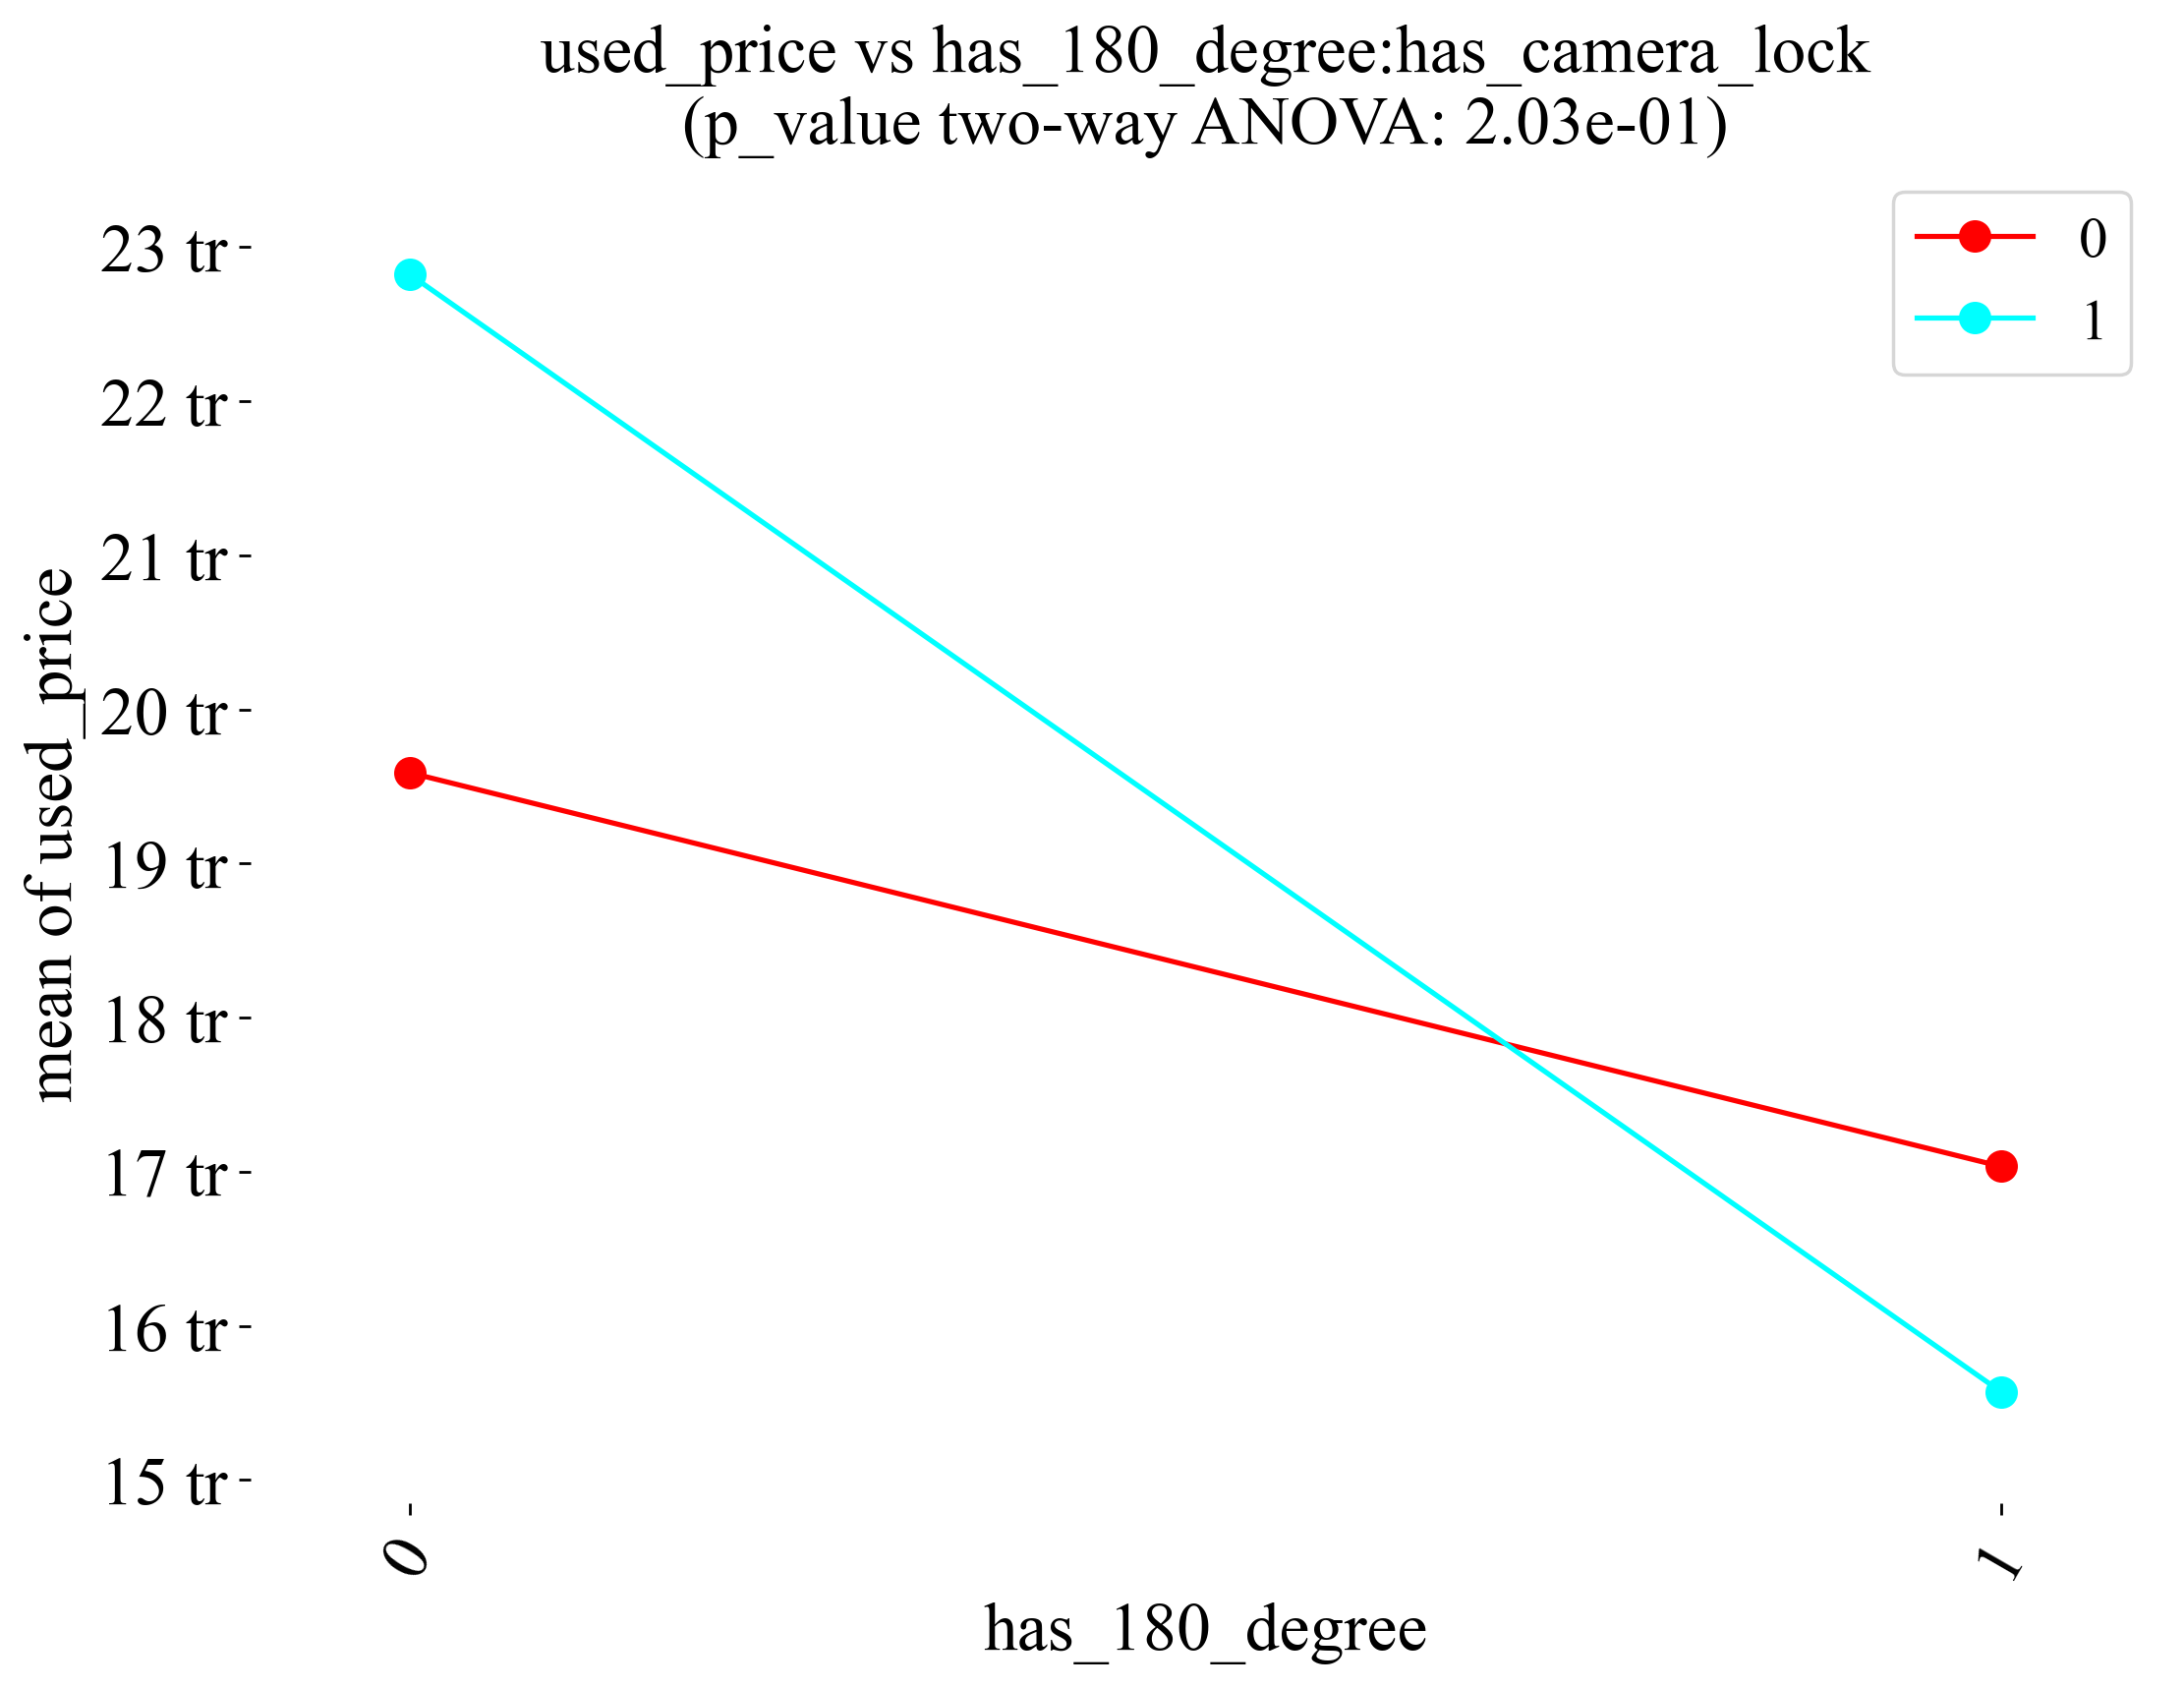 used_price vs has_180_degree:has_camera_lock
(p_value two-way ANOVA: 2.03e-01)
0
1
23 tr
22 tr
21 tr
20 tr
19 tr
18 tr
17 tr
16 tr
15 tr
mean of used_price
0
1
has_180_degree